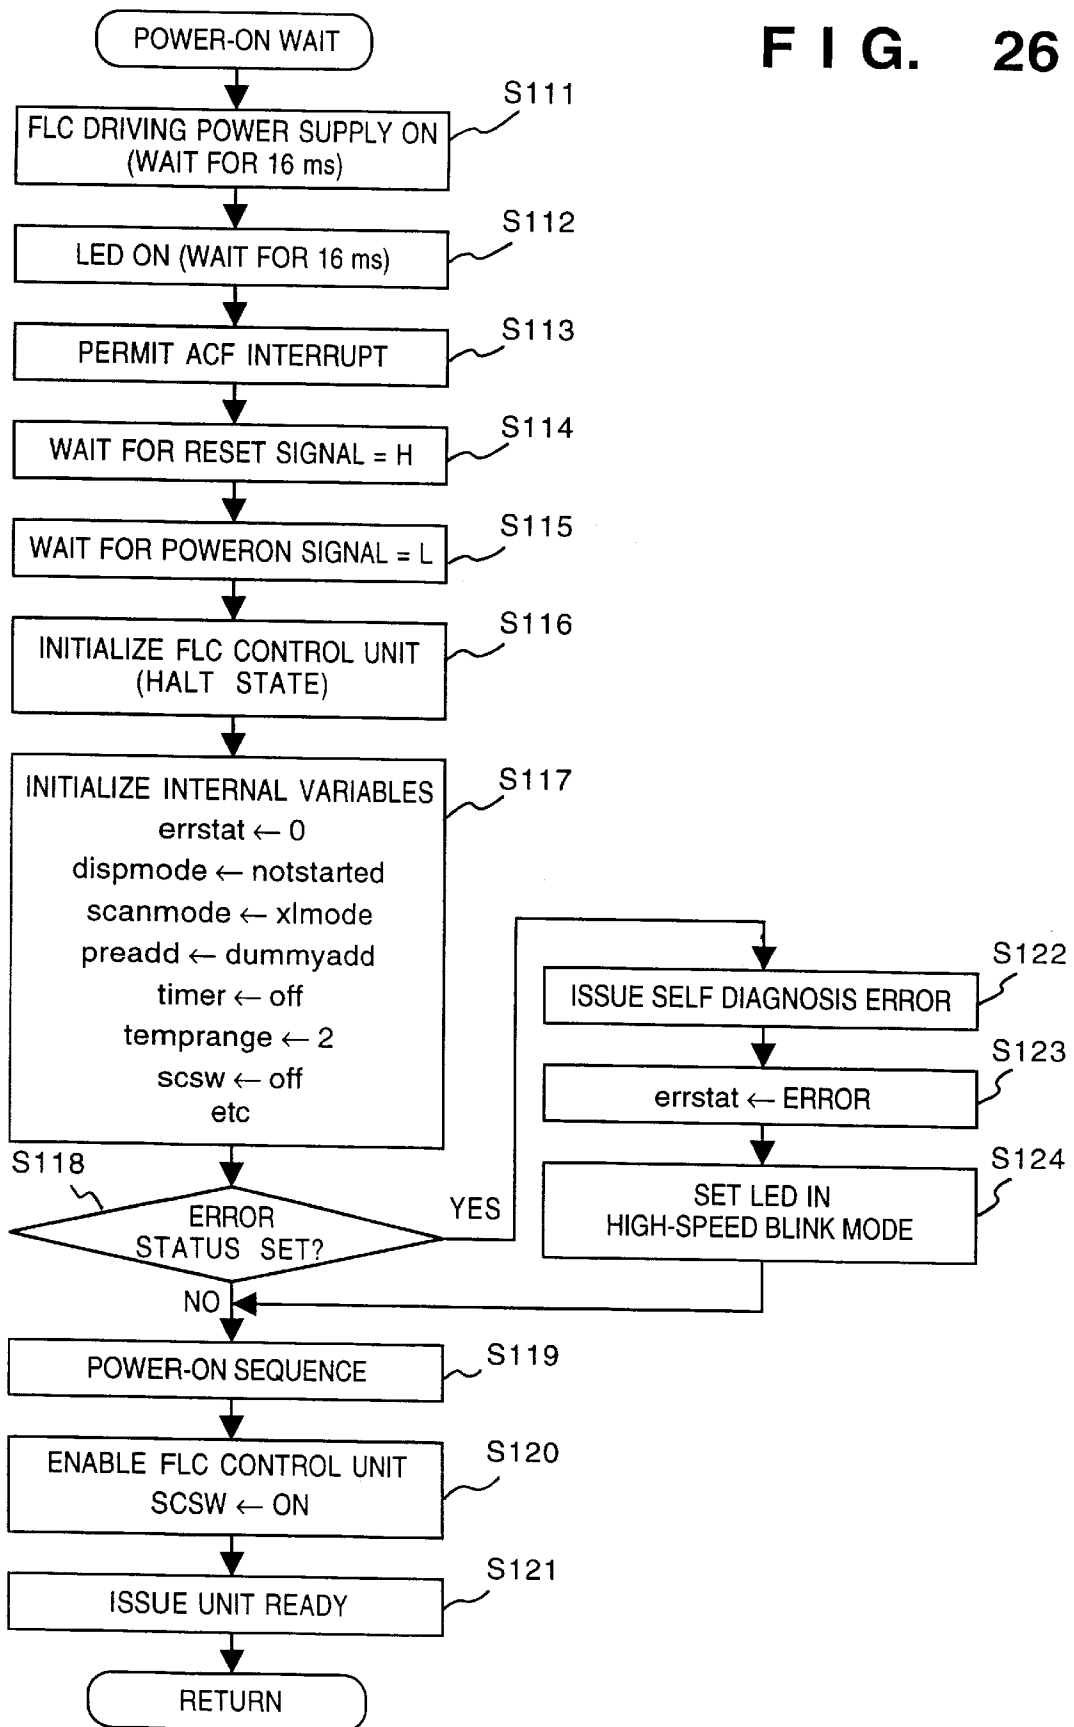 FIG. 26
POWER-ON WAIT
S111
FLC DRIVING POWER SUPPLY ON
(WAIT FOR 16 ms)
S112
LED ON (WAIT FOR 16 ms)
S113
PERMIT ACF INTERRUPT
S114
WAIT FOR RESET SIGNAL = H
S115
WAIT FOR POWERON SIGNAL = L
S116
INITIALIZE FLC CONTROL UNIT
(HALT STATE)
S117
INITIALIZE INTERNAL VARIABLES
errstat ← 0
dispmode ← notstarted
scanmode ← xlmode
preadd ← dummyadd
timer ← off
temprange ← 2
scsw ← off
etc
S118
ERROR
STATUS SET?
YES
NO
S122
ISSUE SELF DIAGNOSIS ERROR
S123
errstat ← ERROR
S124
SET LED IN
HIGH-SPEED BLINK MODE
S119
POWER-ON SEQUENCE
S120
ENABLE FLC CONTROL UNIT
SCSW ← ON
S121
ISSUE UNIT READY
RETURN